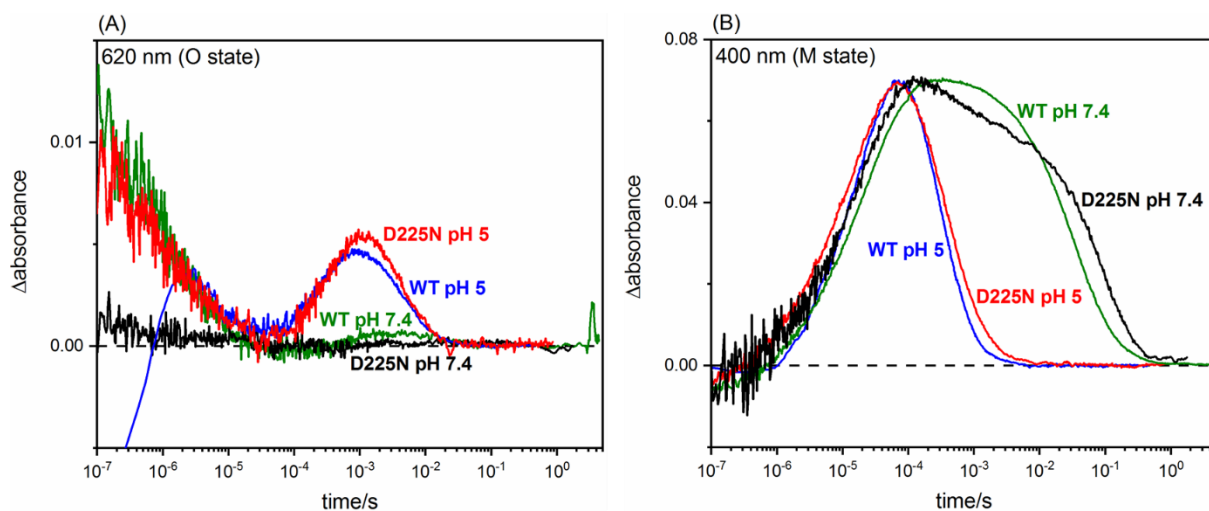 (A)
620 nm (O state)
0.01
0.00
Δabsorbance
D225N pH 5
WT pH 5
WT pH 7.4
D225N pH 7.4
10⁻⁷ 10⁻⁶ 10⁻⁵ 10⁻⁴ 10⁻³ 10⁻² 10⁻¹ 10⁰
time/s
(B)
400 nm (M state)
0.08
0.04
0.00
Δabsorbance
WT pH 7.4
D225N pH 7.4
WT pH 5
D225N pH 5
10⁻⁷ 10⁻⁶ 10⁻⁵ 10⁻⁴ 10⁻³ 10⁻² 10⁻¹ 10⁰
time/s